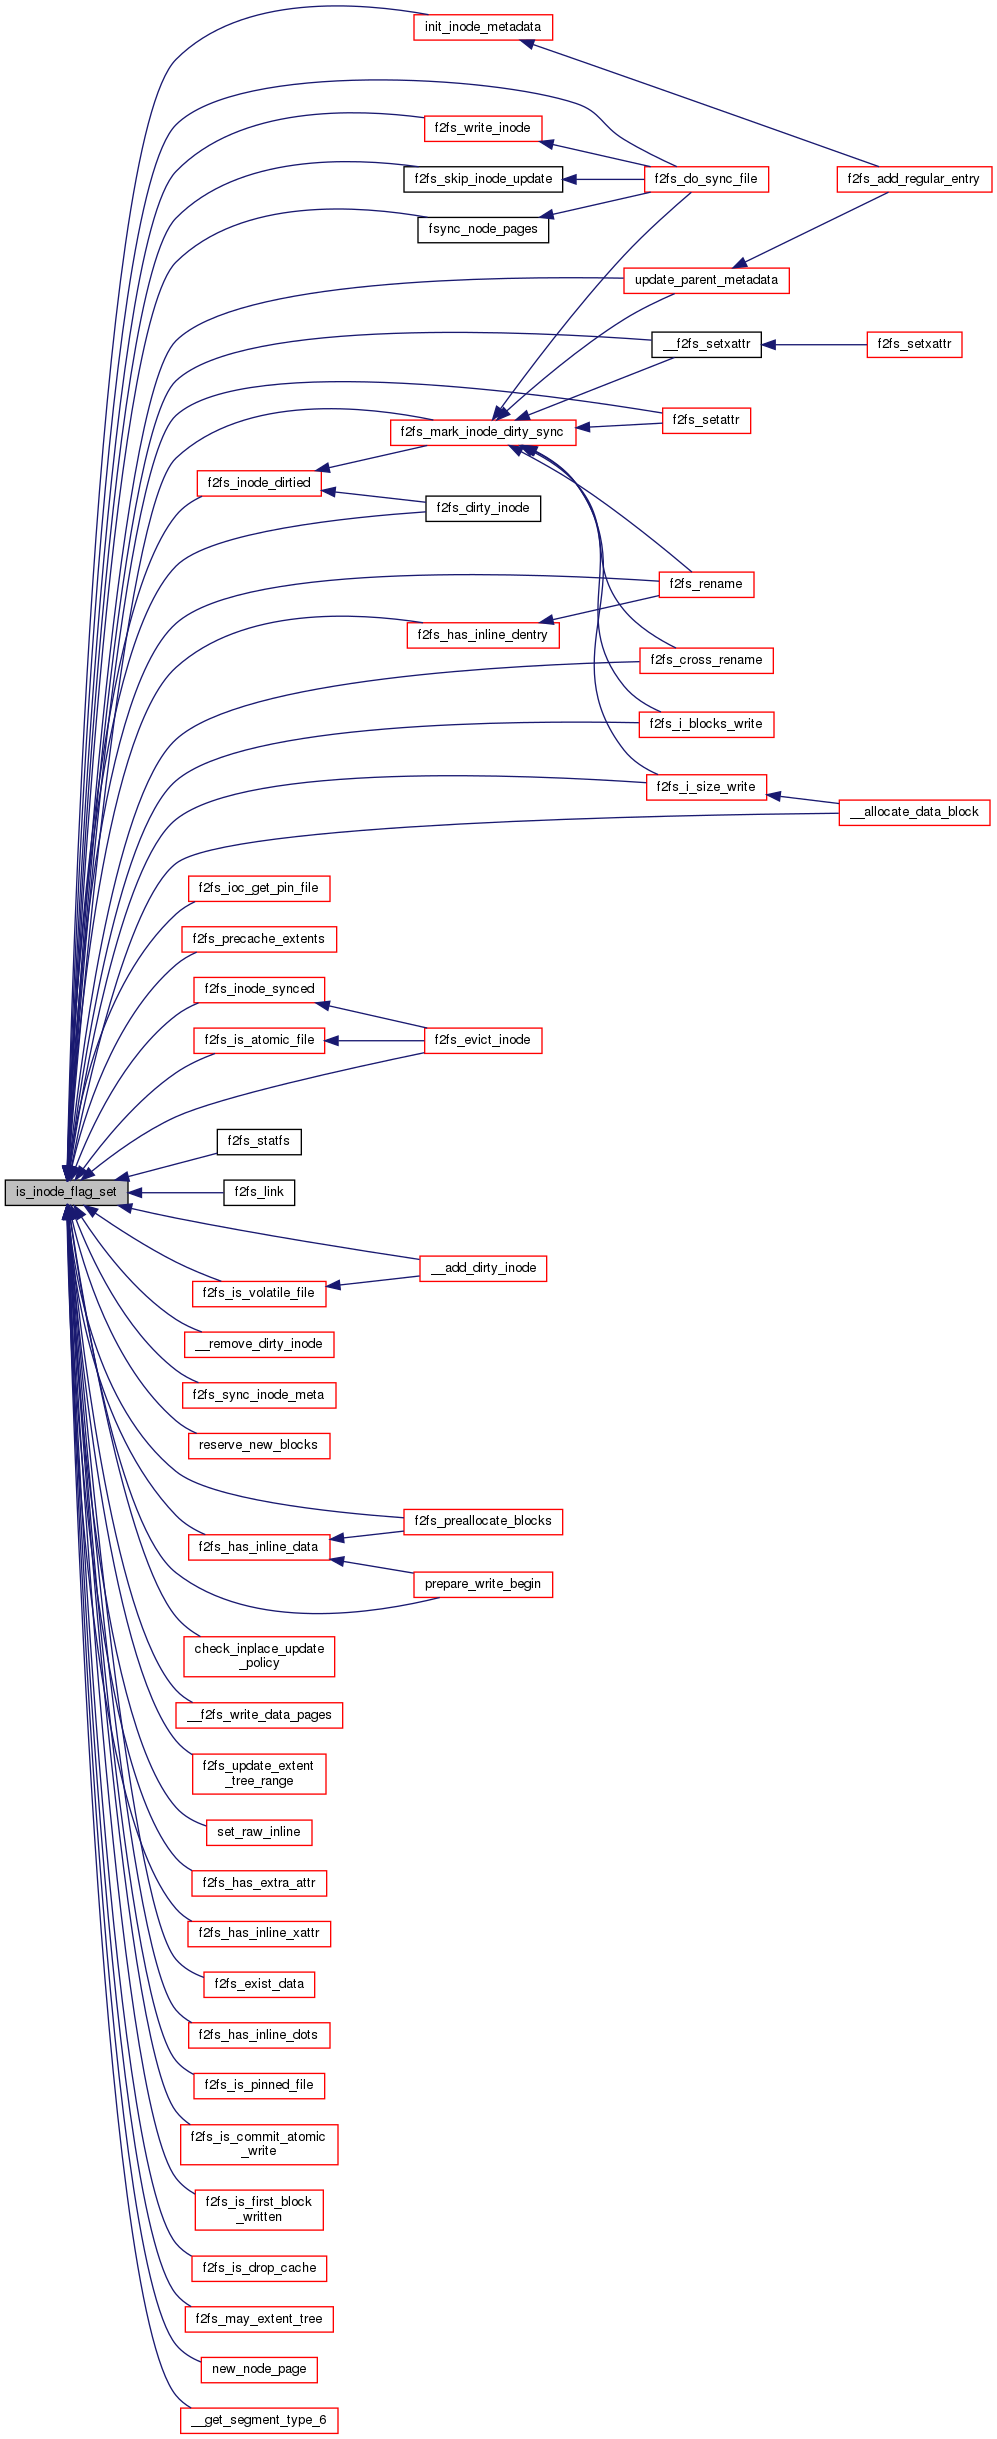 init_inode_metadata
f2fs_write_inode
f2fs_skip_inode_update
f2fs_do_sync_file
f2fs_add_regular_entry
fsync_node_pages
update_parent_metadata
__f2fs_setxattr
f2fs_setxattr
f2fs_setattr
f2fs_mark_inode_dirty_sync
f2fs_inode_dirtied
f2fs_dirty_inode
f2fs_rename
f2fs_has_inline_dentry
f2fs_cross_rename
f2fs_i_blocks_write
f2fs_i_size_write
__allocate_data_block
f2fs_ioc_get_pin_file
f2fs_precache_extents
f2fs_inode_synced
f2fs_is_atomic_file
f2fs_evict_inode
f2fs_statfs
is_inode_flag_set
f2fs_link
__add_dirty_inode
f2fs_is_volatile_file
__remove_dirty_inode
f2fs_sync_inode_meta
reserve_new_blocks
f2fs_preallocate_blocks
f2fs_has_inline_data
prepare_write_begin
check_inplace_update
_policy
__f2fs_write_data_pages
f2fs_update_extent
_tree_range
set_raw_inline
f2fs_has_extra_attr
f2fs_has_inline_xattr
f2fs_exist_data
f2fs_has_inline_dots
f2fs_is_pinned_file
f2fs_is_commit_atomic
_write
f2fs_is_first_block
_written
f2fs_is_drop_cache
f2fs_may_extent_tree
new_node_page
__get_segment_type_6